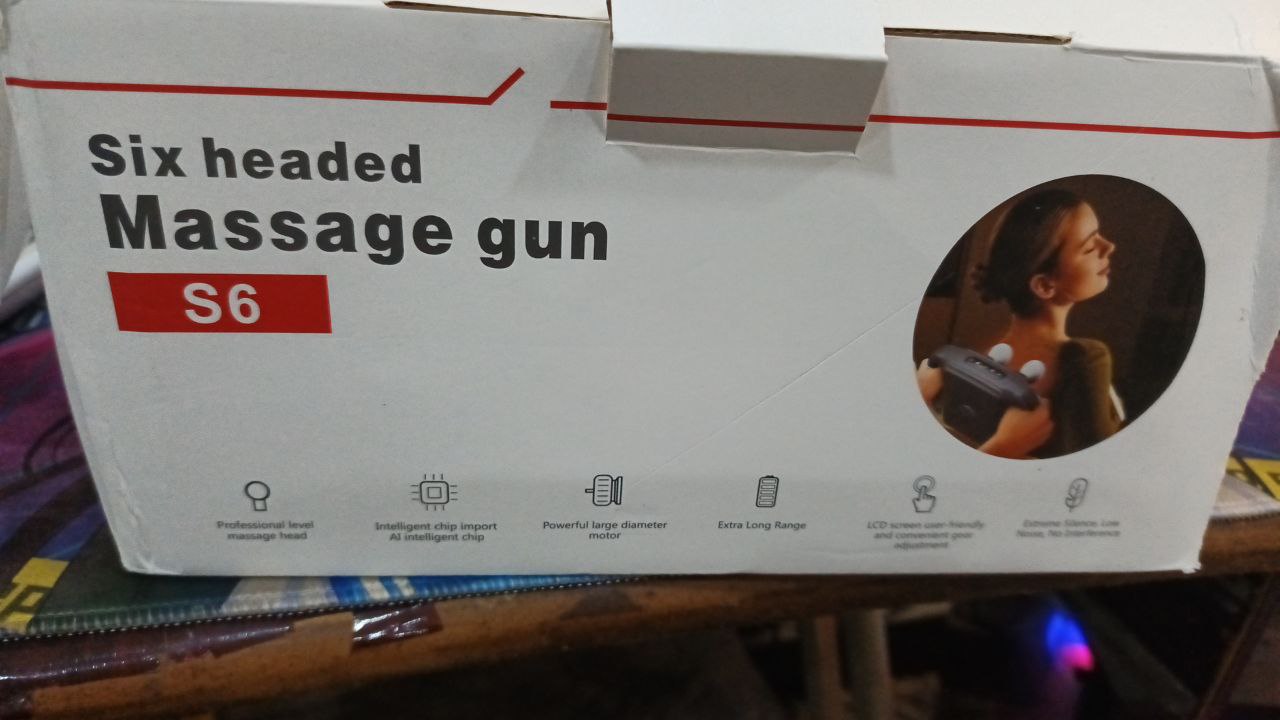 Six headed
Massage gun
S6
Professional level
massage head
Intelligent chip import
AI intelligent chip
Powerful large diameter
motor
Extra Long Range
LCD screen user-friendly
and convenient gear
adjustment
Extreme Silence, Low
Noise, No Interference